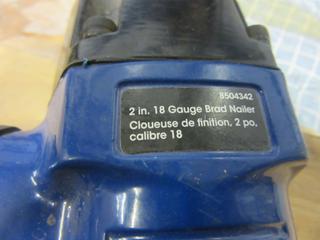 8504342
2 in. 18 Gauge Brad Nailer
Cloueuse de finition, 2 po,
calibre 18